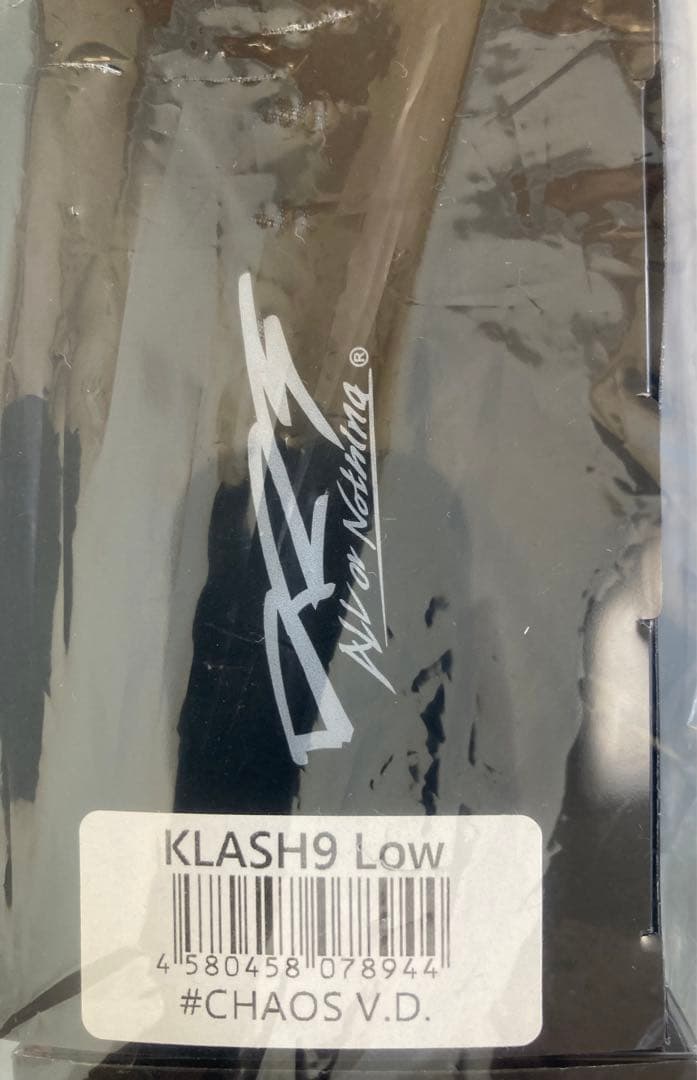 All or Nothing®
KLASH9 Low
4 580458 078944
#CHAOS V.D.